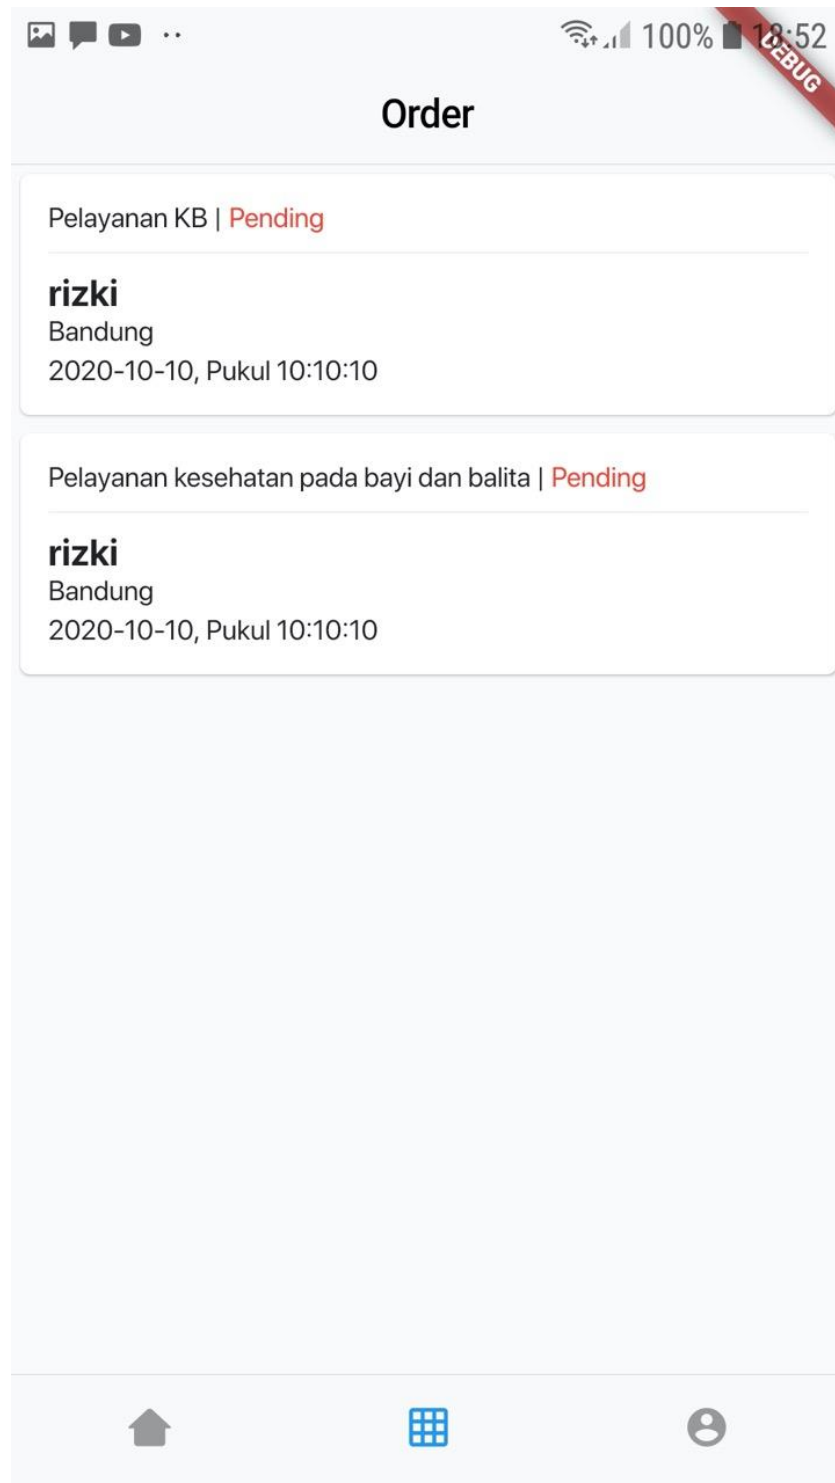 100% 18:52
DEBUG
Order
Pelayanan KB | Pending
rizki
Bandung
2020-10-10, Pukul 10:10:10
Pelayanan kesehatan pada bayi dan balita | Pending
rizki
Bandung
2020-10-10, Pukul 10:10:10